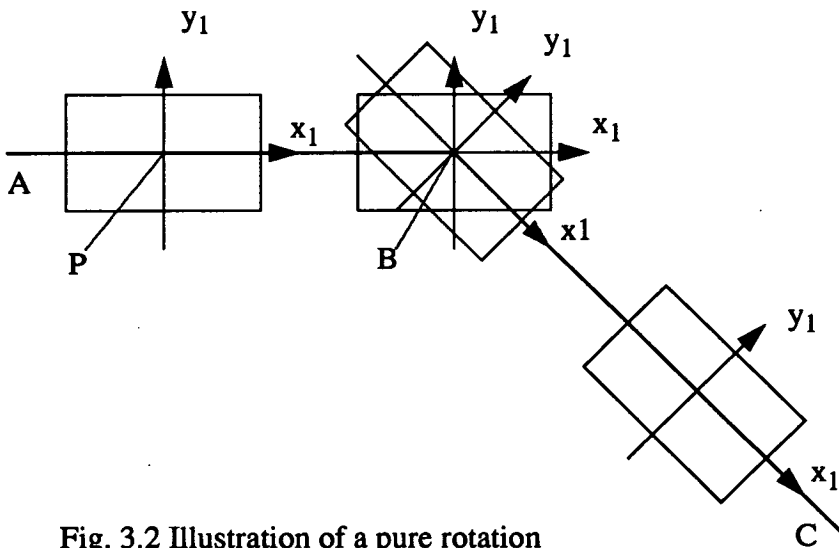 y1 y1 y1
x1 x1
A
P B x1
y1
x1
C
Fig. 3.2 Illustration of a pure rotation